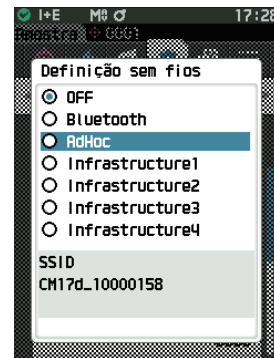 I+E M 17:28
Amostra 0001
Definição sem fios
OFF
Bluetooth
AdHoc
Infrastructure1
Infrastructure2
Infrastructure3
Infrastructure4
SSID
CM17d_10000158